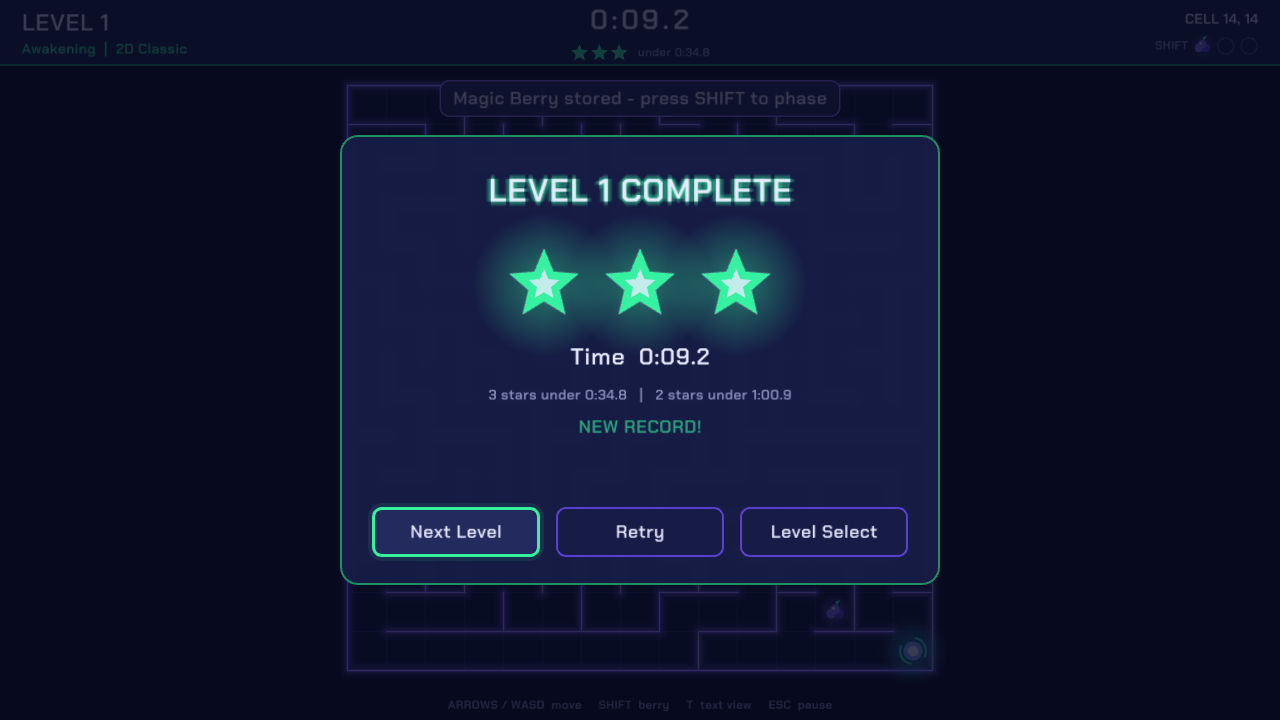 LEVEL 1
Awakening | 2D Classic
0:09.2
under 0:34.8
CELL 14, 14
SHIFT
Magic Berry stored - press SHIFT to phase
LEVEL 1 COMPLETE
Time 0:09.2
3 stars under 0:34.8 | 2 stars under 1:00.9
NEW RECORD!
Next Level
Retry
Level Select
ARROWS / WASD move SHIFT berry T text view ESC pause